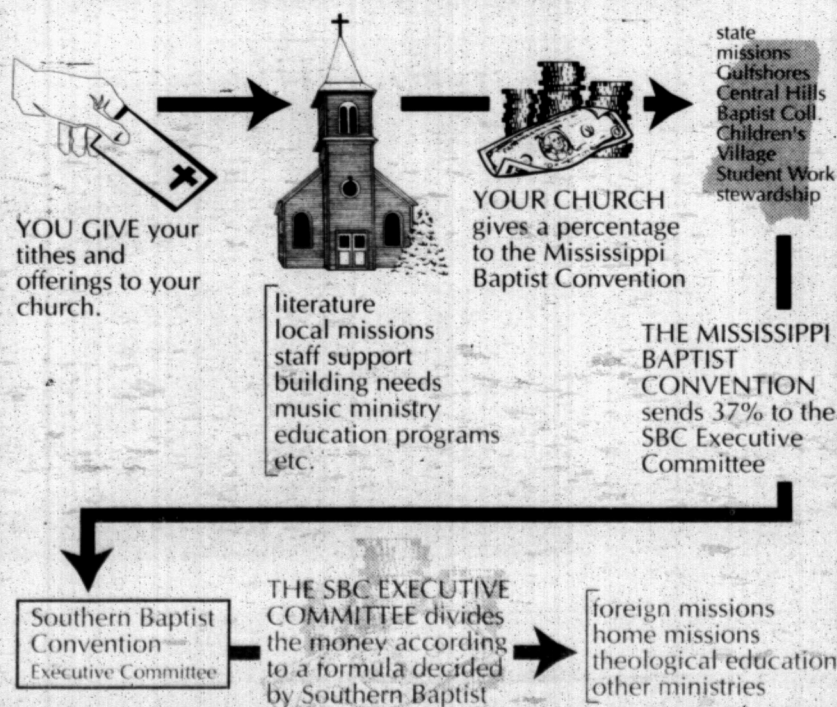 YOU GIVE your
tithes and
offerings to your
church.
literature
local missions
staff support
building needs
music ministry
education programs
etc.
YOUR CHURCH
gives a percentage
to the Mississippi
Baptist Convention
state
missions
Gulfshores
Central Hills
Baptist Coll.
Children's
Village
Student Work
stewardship
THE MISSISSIPPI
BAPTIST
CONVENTION
sends 37% to the
SBC Executive
Committee
Southern Baptist
Convention
Executive Committee
THE SBC EXECUTIVE
COMMITTEE divides
the money according
to a formula decided
by Southern Baptist
foreign missions
home missions
theological education
other ministries